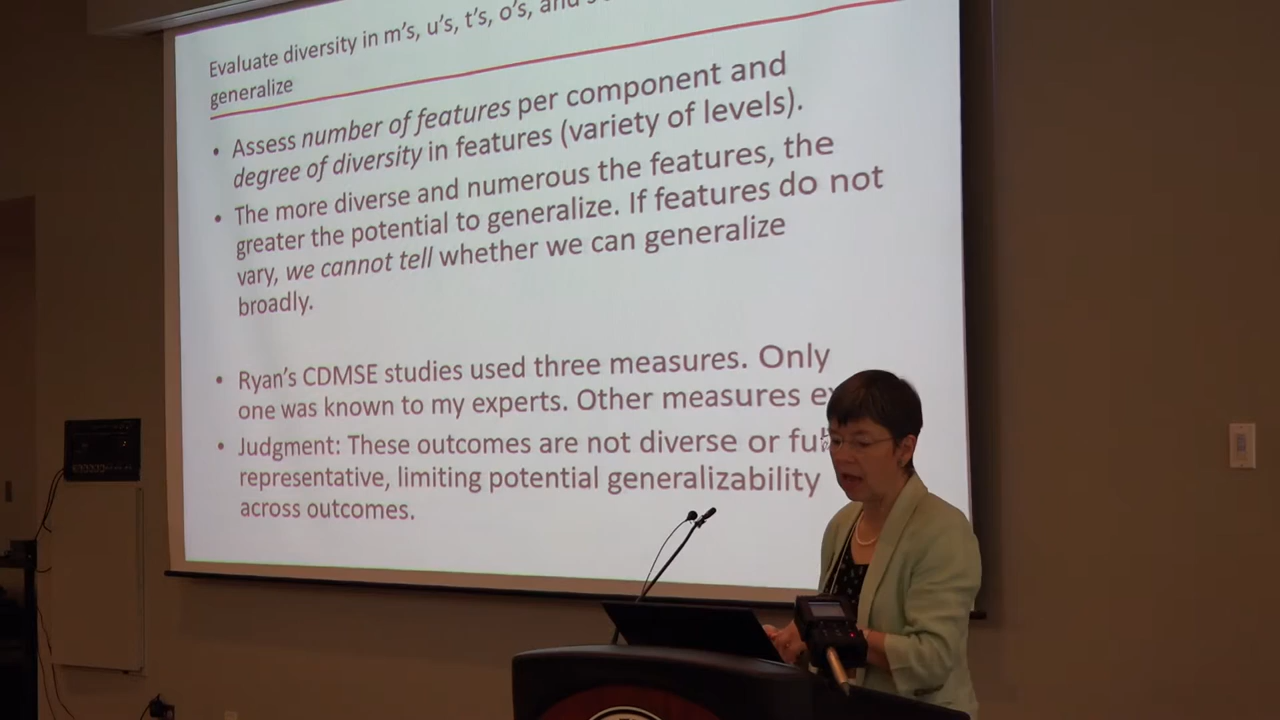 Evaluate diversity in m's, u's, t's, o's, and
generalize
• Assess number of features per component and
degree of diversity in features (variety of levels).
• The more diverse and numerous the features, the
greater the potential to generalize. If features do not
vary, we cannot tell whether we can generalize
broadly.
• Ryan's CDMSE studies used three measures. Only
one was known to my experts. Other measures
• Judgment: These outcomes are not diverse or
representative, limiting potential generalizability
across outcomes.